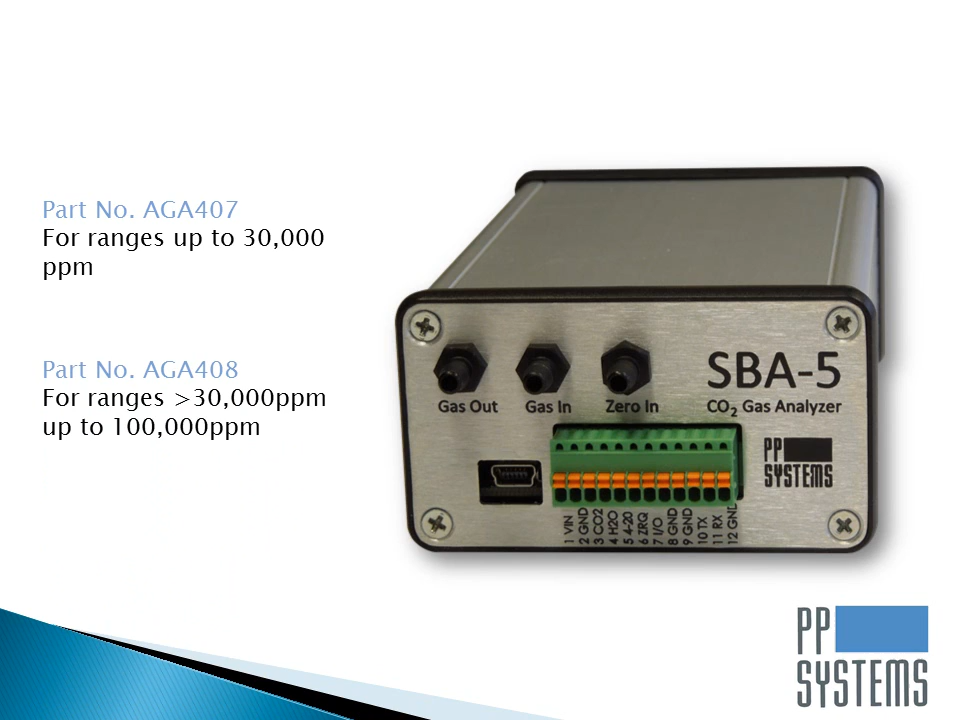 Part No. AGA407
For ranges up to 30,000
ppm
Part No. AGA408
For ranges >30,000ppm
up to 100,000ppm
SBA-5
CO₂ Gas Analyzer
Gas Out
Gas In
Zero In
PP
SYSTEMS
1 VIN
2 GND
3 CO2
4 H2O
5 4-20
6 ZRQ
7 I/O
8 GND
9 GND
10 TX
11 RX
12 GND
PP
SYSTEMS